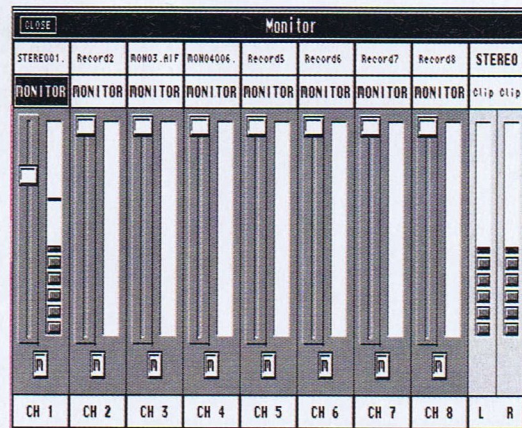 CLOSE Monitor
STEREO01. Record2 MONO3.AIF MONO4006. Record5 Record6 Record7 Record8 STEREO
MONITOR MONITOR MONITOR MONITOR MONITOR MONITOR MONITOR MONITOR Clip Clip
M M M M M M M M
CH 1 CH 2 CH 3 CH 4 CH 5 CH 6 CH 7 CH 8 L R